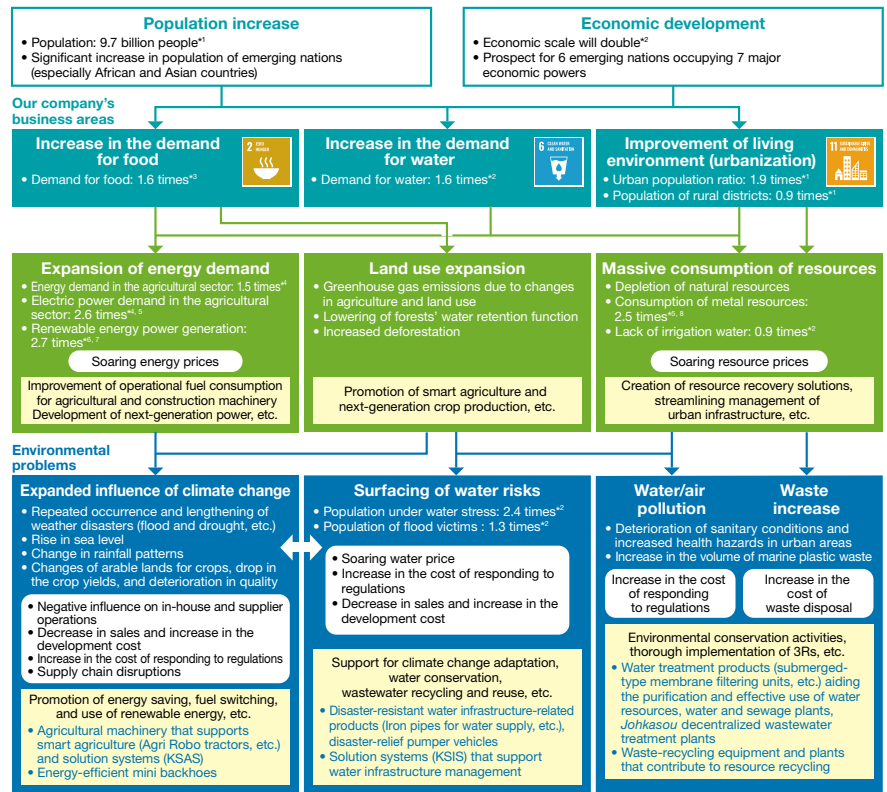 Population increase
• Population: 9.7 billion people*1
• Significant increase in population of emerging nations
(especially African and Asian countries)
Economic development
• Economic scale will double*2
• Prospect for 6 emerging nations occupying 7 major
economic powers
Our company's
business areas
Increase in the demand
for food
• Demand for food: 1.6 times*3
2 ZERO
HUNGER
Increase in the demand
for water
• Demand for water: 1.6 times*2
6 CLEAN WATER
AND SANITATION
Improvement of living
environment (urbanization)
• Urban population ratio: 1.9 times*1
• Population of rural districts: 0.9 times*1
11 SUSTAINABLE CITIES
AND COMMUNITIES
Expansion of energy demand
• Energy demand in the agricultural sector: 1.5 times*4
• Electric power demand in the agricultural
sector: 2.6 times*4, 5
• Renewable energy power generation:
2.7 times*6, 7
Soaring energy prices
Improvement of operational fuel consumption
for agricultural and construction machinery
Development of next-generation power, etc.
Land use expansion
• Greenhouse gas emissions due to changes
in agriculture and land use
• Lowering of forests' water retention function
• Increased deforestation
Promotion of smart agriculture and
next-generation crop production, etc.
Massive consumption of resources
• Depletion of natural resources
• Consumption of metal resources:
2.5 times*5, 8
• Lack of irrigation water: 0.9 times*2
Soaring resource prices
Creation of resource recovery solutions,
streamlining management of
urban infrastructure, etc.
Environmental
problems
Expanded influence of climate change
• Repeated occurrence and lengthening of
weather disasters (flood and drought, etc.)
• Rise in sea level
• Change in rainfall patterns
• Changes of arable lands for crops, drop in
the crop yields, and deterioration in quality
• Negative influence on in-house and supplier
operations
• Decrease in sales and increase in the
development cost
• Increase in the cost of responding to regulations
• Supply chain disruptions
Promotion of energy saving, fuel switching,
and use of renewable energy, etc.
• Agricultural machinery that supports
smart agriculture (Agri Robo tractors, etc.)
and solution systems (KSAS)
• Energy-efficient mini backhoes
Surfacing of water risks
• Population under water stress: 2.4 times*2
• Population of flood victims : 1.3 times*2
• Soaring water price
• Increase in the cost of responding to
regulations
• Decrease in sales and increase in the
development cost
Support for climate change adaptation,
water conservation,
wastewater recycling and reuse, etc.
• Disaster-resistant water infrastructure-related
products (Iron pipes for water supply, etc.),
disaster-relief pumper vehicles
• Solution systems (KSIS) that support
water infrastructure management
Water/air
pollution
Waste
increase
• Deterioration of sanitary conditions and
increased health hazards in urban areas
• Increase in the volume of marine plastic waste
Increase in the cost
of responding
to regulations
Increase in the
cost of
waste disposal
Environmental conservation activities,
thorough implementation of 3Rs, etc.
• Water treatment products (submerged-
type membrane filtering units, etc.) aiding
the purification and effective use of water
resources, water and sewage plants,
Johkasou decentralized wastewater
treatment plants
• Waste-recycling equipment and plants
that contribute to resource recycling